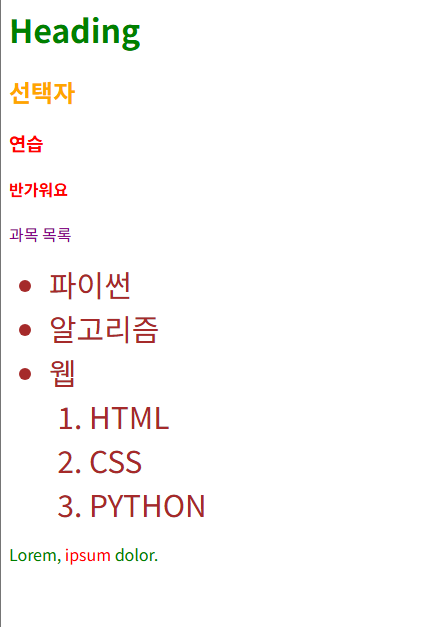 Heading
선택자
연습
반가워요
과목 목록
• 파이썬
• 알고리즘
• 웹
1. HTML
2. CSS
3. PYTHON
Lorem, ipsum dolor.